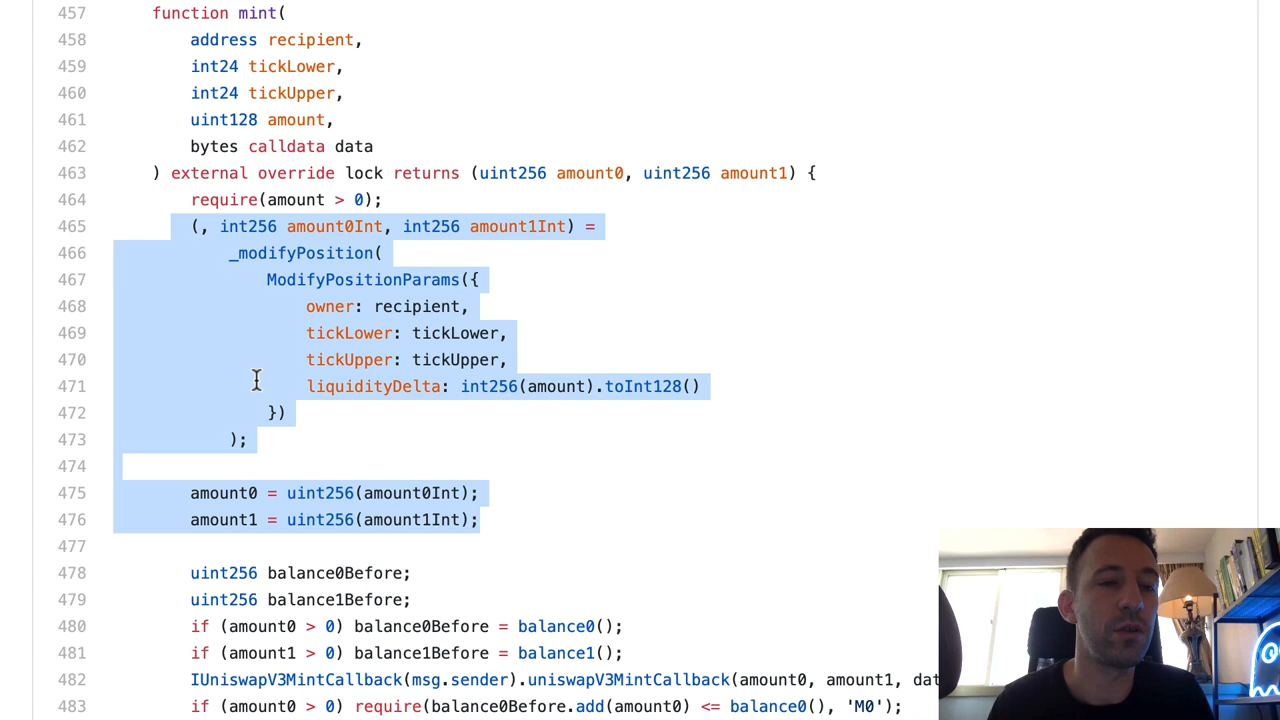 457 function mint(
458 address recipient,
459 int24 tickLower,
460 int24 tickUpper,
461 uint128 amount,
462 bytes calldata data
463 ) external override lock returns (uint256 amount0, uint256 amount1) {
464 require(amount > 0);
465 (, int256 amount0Int, int256 amount1Int) =
466 _modifyPosition(
467 ModifyPositionParams({
468 owner: recipient,
469 tickLower: tickLower,
470 tickUpper: tickUpper,
471 liquidityDelta: int256(amount).toInt128()
472 })
473 );
474
475 amount0 = uint256(amount0Int);
476 amount1 = uint256(amount1Int);
477
478 uint256 balance0Before;
479 uint256 balance1Before;
480 if (amount0 > 0) balance0Before = balance0();
481 if (amount1 > 0) balance1Before = balance1();
482 IUniswapV3MintCallback(msg.sender).uniswapV3MintCallback(amount0, amount1, dat
483 if (amount0 > 0) require(balance0Before.add(amount0) <= balance0(), 'M0');